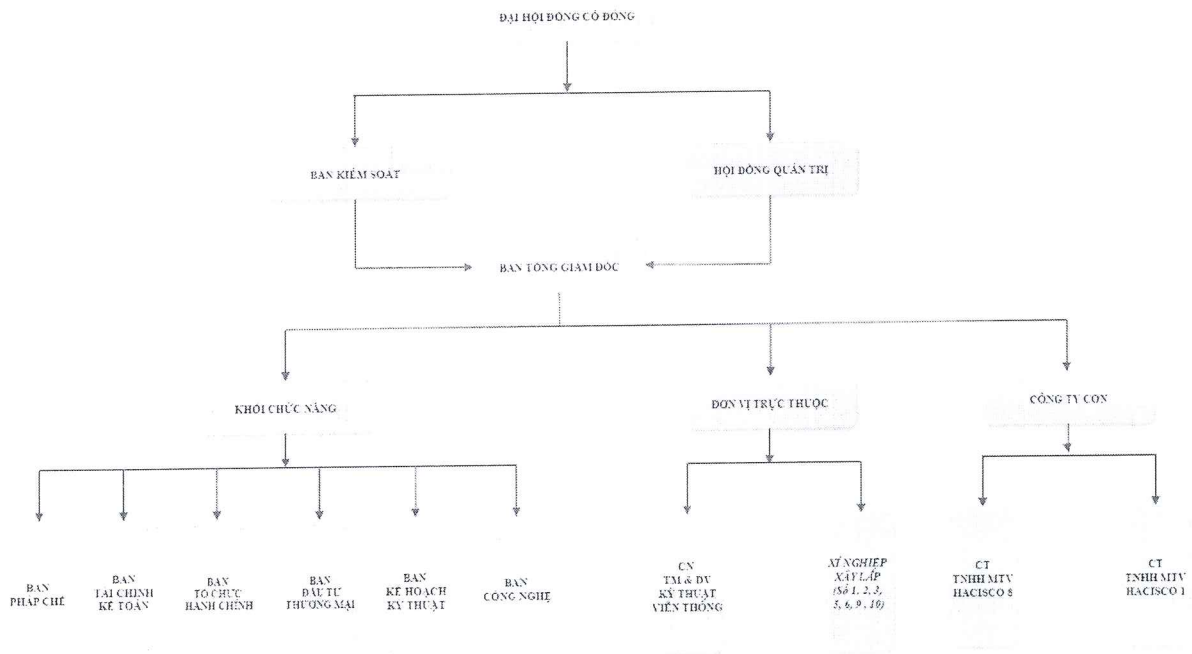 ĐẠI HỘI ĐỒNG CỔ ĐÔNG
BAN KIỂM SOÁT
HỘI ĐỒNG QUẢN TRỊ
BAN TỔNG GIÁM ĐỐC
KHỐI CHỨC NĂNG
ĐƠN VỊ TRỰC THUỘC
CÔNG TY CON
BAN
PHÁP CHẾ
BAN
TÀI CHÍNH
KẾ TOÁN
BAN
TỔ CHỨC
HÀNH CHÍNH
BAN
ĐẦU TƯ
THƯƠNG MẠI
BAN
KẾ HOẠCH
KỸ THUẬT
BAN
CÔNG NGHỆ
CN
TM & DV
KỸ THUẬT
VIỄN THÔNG
XÍ NGHIỆP
XÂY LẮP
(Số 1, 2, 3,
5, 6, 9, 10)
CT
TNHH MTV
HACISCO 8
CT
TNHH MTV
HACISCO 1